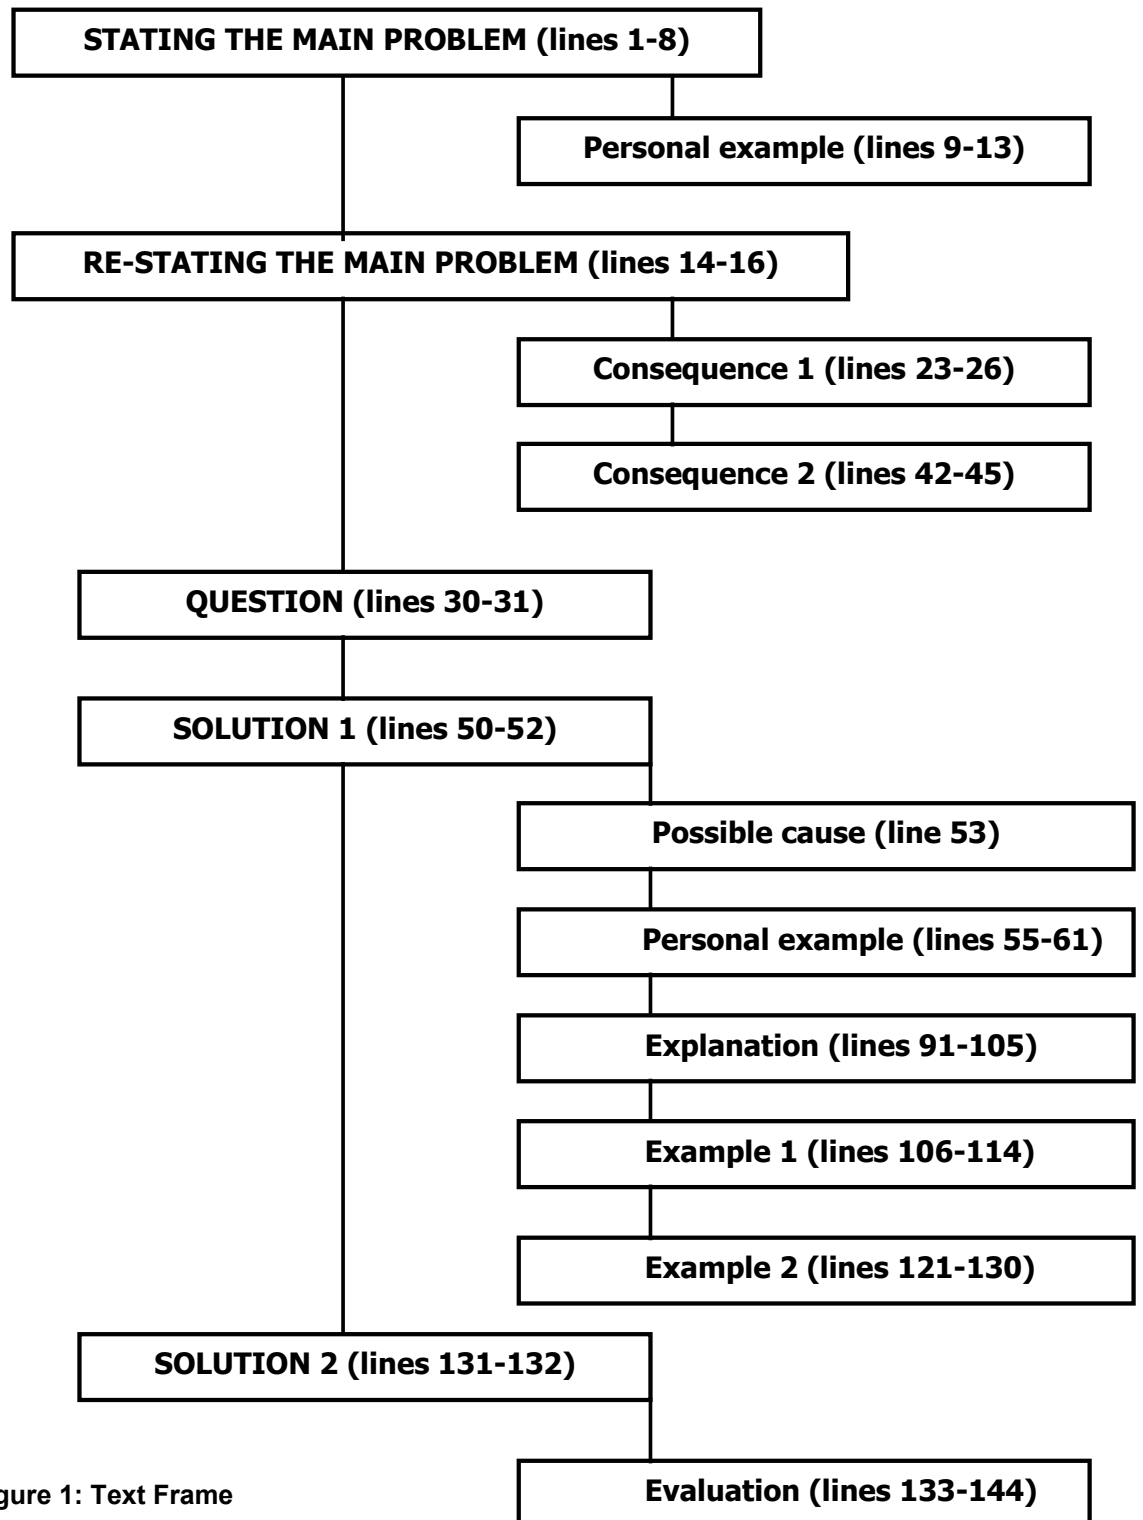 STATING THE MAIN PROBLEM (lines 1-8)
Personal example (lines 9-13)
RE-STATING THE MAIN PROBLEM (lines 14-16)
Consequence 1 (lines 23-26)
Consequence 2 (lines 42-45)
QUESTION (lines 30-31)
SOLUTION 1 (lines 50-52)
Possible cause (line 53)
Personal example (lines 55-61)
Explanation (lines 91-105)
Example 1 (lines 106-114)
Example 2 (lines 121-130)
SOLUTION 2 (lines 131-132)
Evaluation (lines 133-144)
gure 1: Text Frame